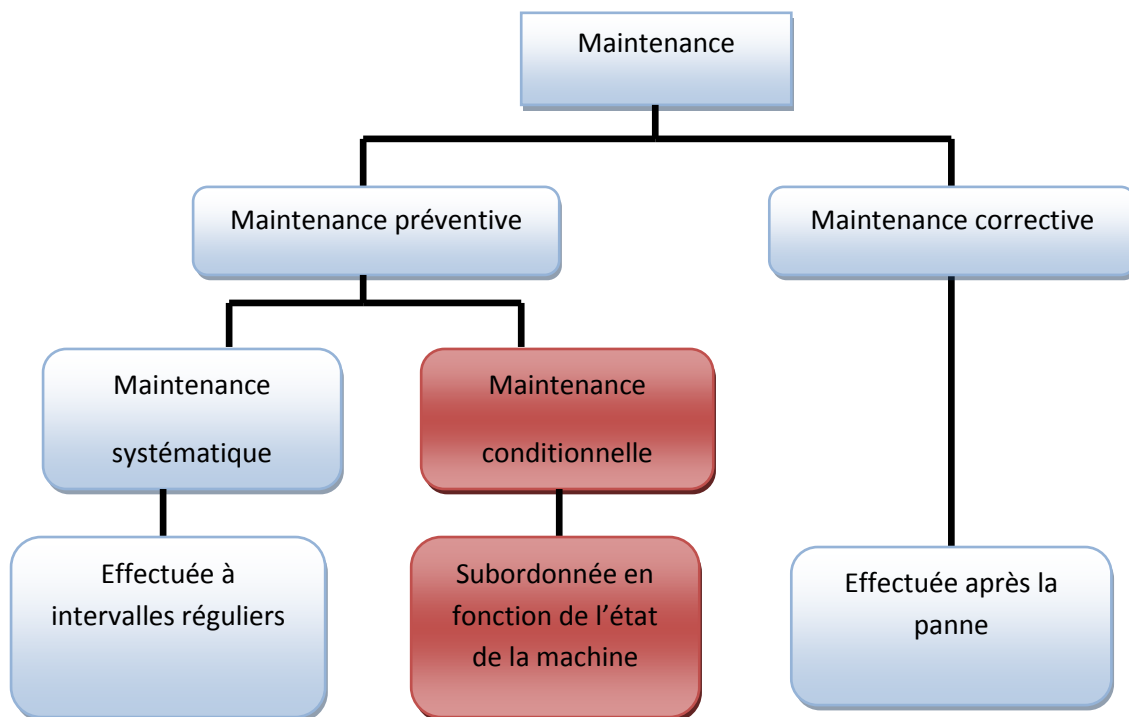 Maintenance
Maintenance préventive
Maintenance corrective
Maintenance
systématique
Maintenance
conditionnelle
Effectuée à
intervalles réguliers
Subordonnée en
fonction de l’état
de la machine
Effectuée après la
panne